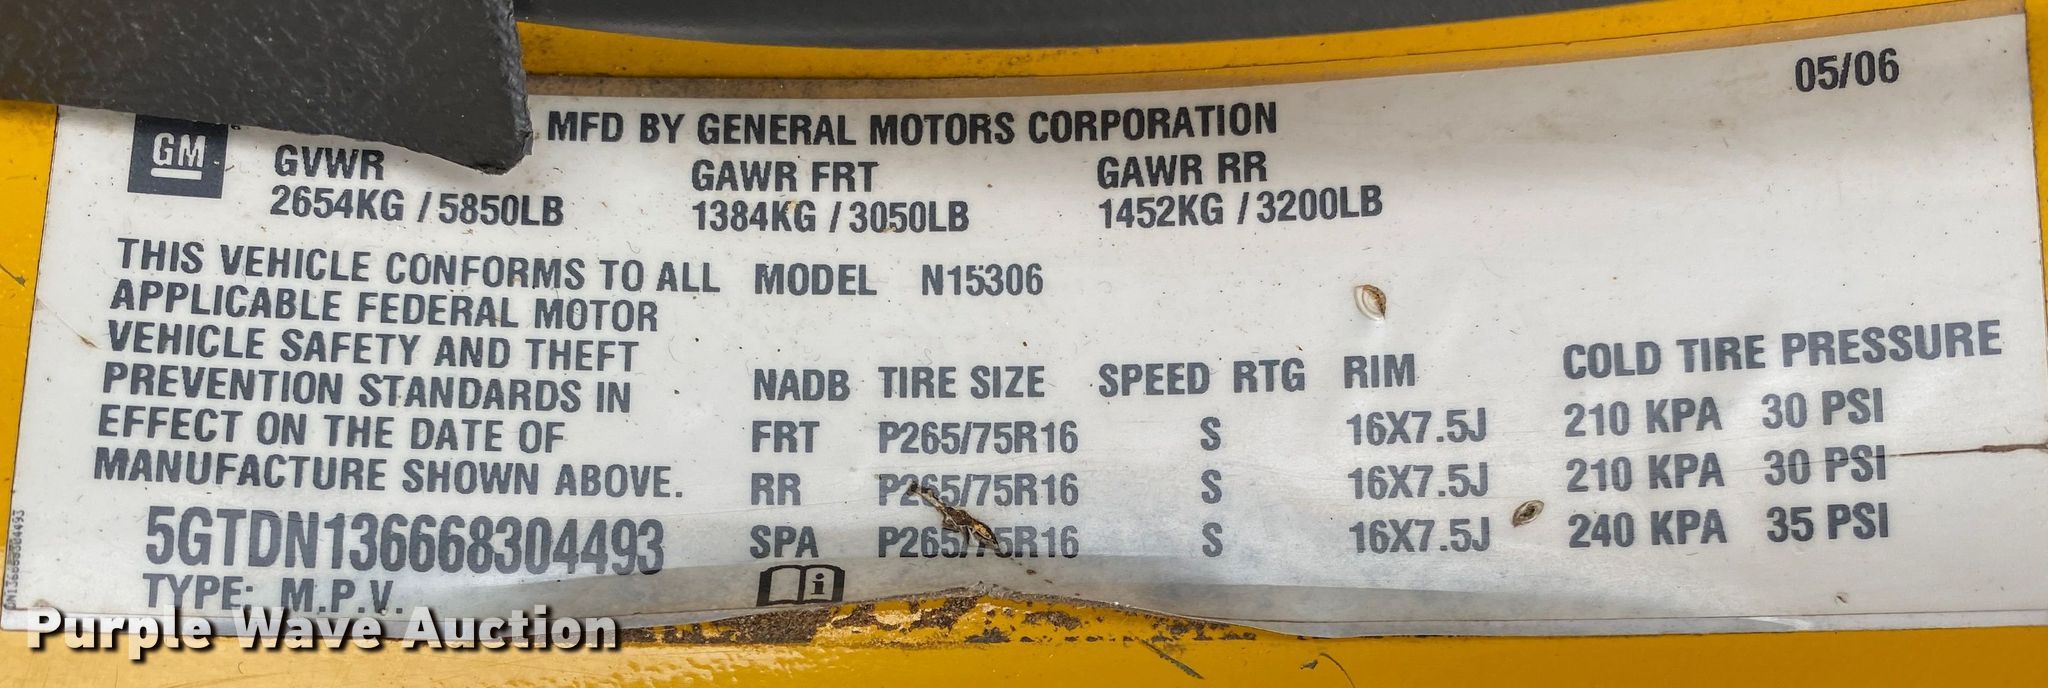 05/06
MFD BY GENERAL MOTORS CORPORATION
GM
GVWR GAWR FRT GAWR RR
2654KG / 5850LB 1384KG / 3050LB 1452KG / 3200LB
THIS VEHICLE CONFORMS TO ALL MODEL N15306
APPLICABLE FEDERAL MOTOR
VEHICLE SAFETY AND THEFT
PREVENTION STANDARDS IN
EFFECT ON THE DATE OF
MANUFACTURE SHOWN ABOVE.
5GTDN136668304493
TYPE: M.P.V.
NADB TIRE SIZE SPEED RTG RIM COLD TIRE PRESSURE
FRT P265/75R16 S 16X7.5J 210 KPA 30 PSI
RR P265/75R16 S 16X7.5J 210 KPA 30 PSI
SPA P265/75R16 S 16X7.5J 240 KPA 35 PSI
i
Purple Wave Auction